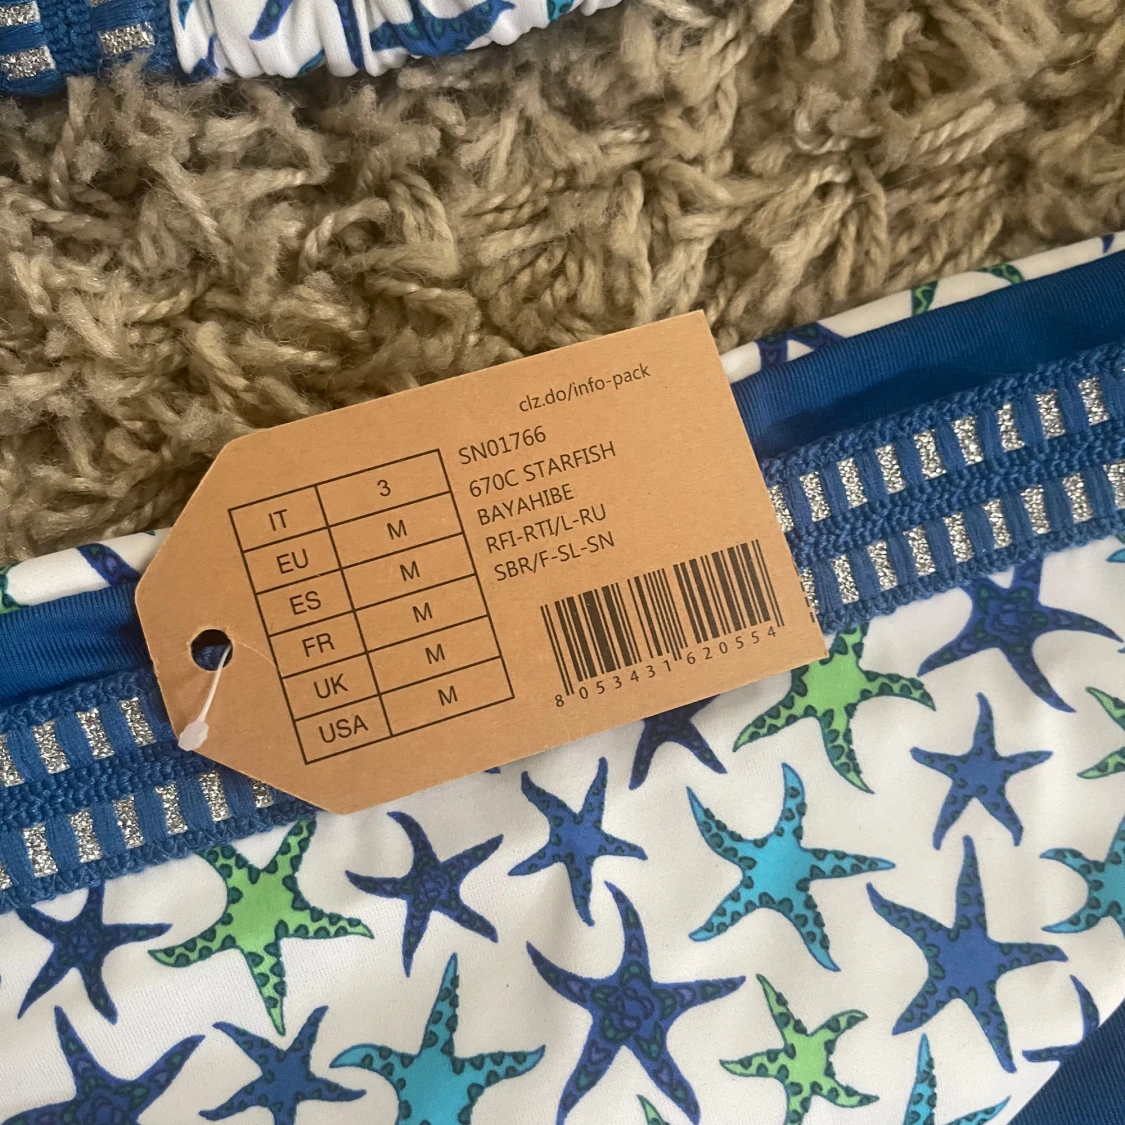 clz.do/info-pack
SN01766
670C STARFISH
BAYAHIBE
RFI-RTI/L-RU
SBR/F-SL-SN
IT 3
EU M
ES M
FR M
UK M
USA M
8 053431 620554